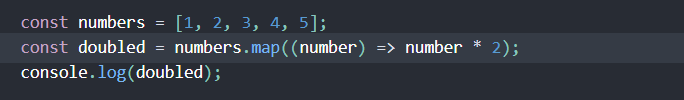 const numbers = [1, 2, 3, 4, 5];
const doubled = numbers.map((number) => number * 2);
console.log(doubled);